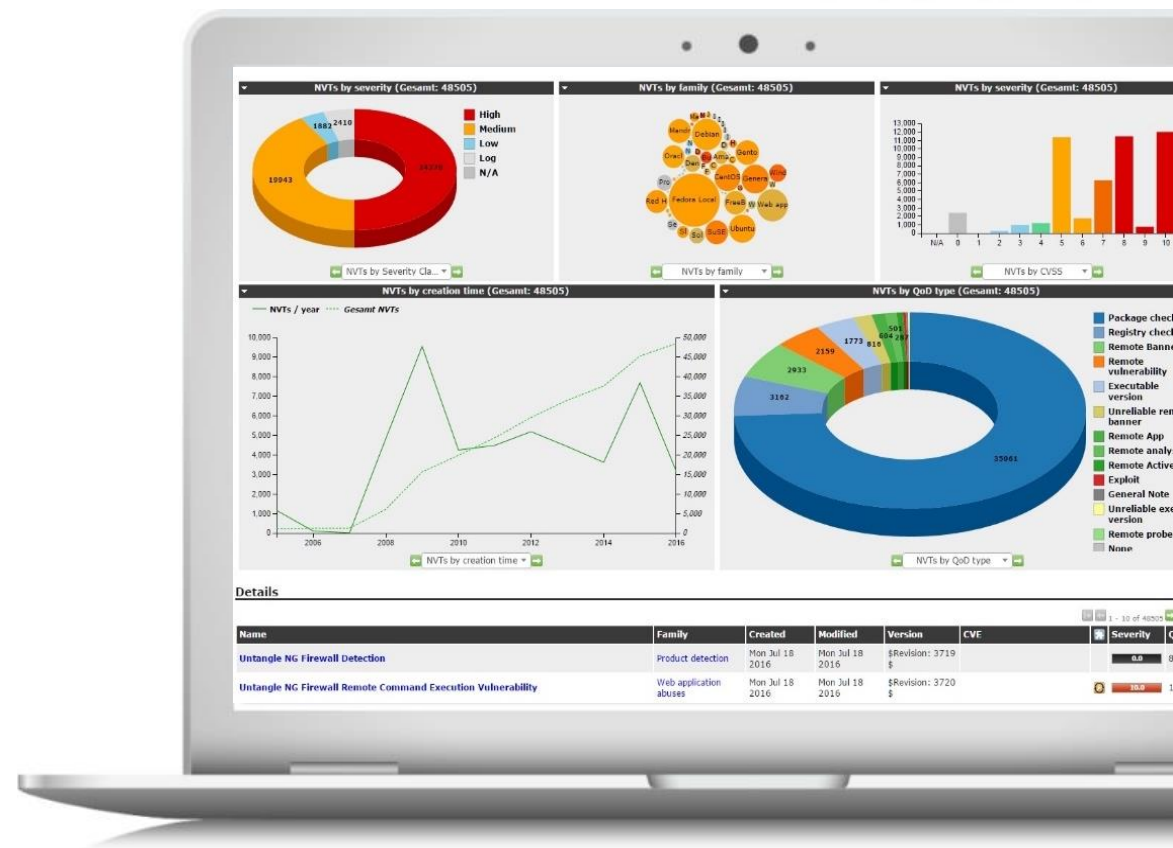 NVTs by severity (Gesamt: 48505)
High
Medium
Low
Log
N/A
1883
2410
19943
NVTs by Severity Cla...
NVTs by family (Gesamt: 48505)
Mandr
Debian
Oracl
Gento
Pro
CentOS
Genera
Wind
Red H
Fedora Local
FreeB
Web app
Se
Sl
Sol
SuSE
Ubuntu
NVTs by family
NVTs by severity (Gesamt: 48505)
13,000
12,000
11,000
10,000
9,000
8,000
7,000
6,000
5,000
4,000
3,000
2,000
1,000
0
N/A 0 1 2 3 4 5 6 7 8 9 10
NVTs by CVSS
NVTs by creation time (Gesamt: 48505)
NVTs / year
Gesamt NVTs
10,000
9,000
8,000
7,000
6,000
5,000
4,000
3,000
2,000
1,000
0
50,000
45,000
40,000
35,000
30,000
25,000
20,000
15,000
10,000
5,000
0
2006 2008 2010 2012 2014 2016
NVTs by creation time
NVTs by QoD type (Gesamt: 48505)
35061
3162
2933
2159
1773
816
694
501
287
Package check
Registry check
Remote Banne
Remote
vulnerability
Executable
version
Unreliable rem
banner
Remote App
Remote analy
Remote Active
Exploit
General Note
Unreliable exe
version
Remote probe
None
NVTs by QoD type
Details
1 - 10 of 48505
Name Family Created Modified Version CVE Severity
Untangle NG Firewall Detection Product detection Mon Jul 18 Mon Jul 18 $Revision: 3719 0.0
2016 2016 $
Untangle NG Firewall Remote Command Execution Vulnerability Web application Mon Jul 18 Mon Jul 18 $Revision: 3720 10.0
abuses 2016 2016 $